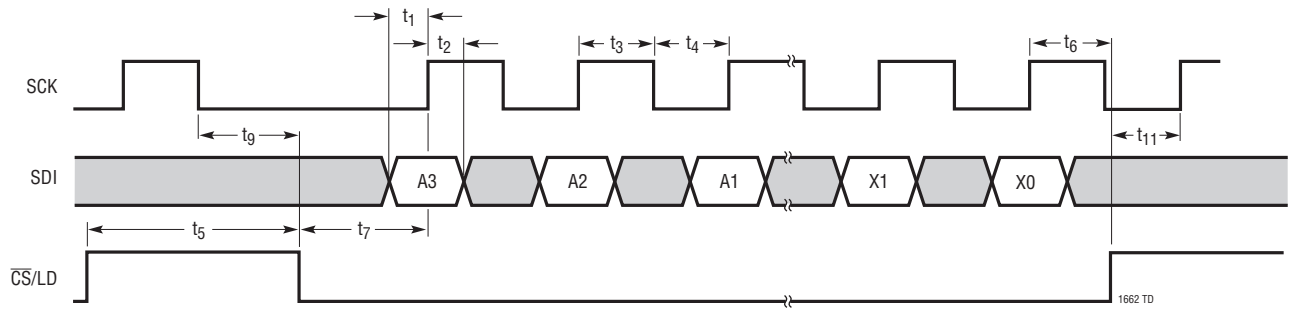 t1
t2
t3
t4
t6
SCK
t9
t11
SDI
A3
A2
A1
X1
X0
t5
t7
CS/LD
1662 TD